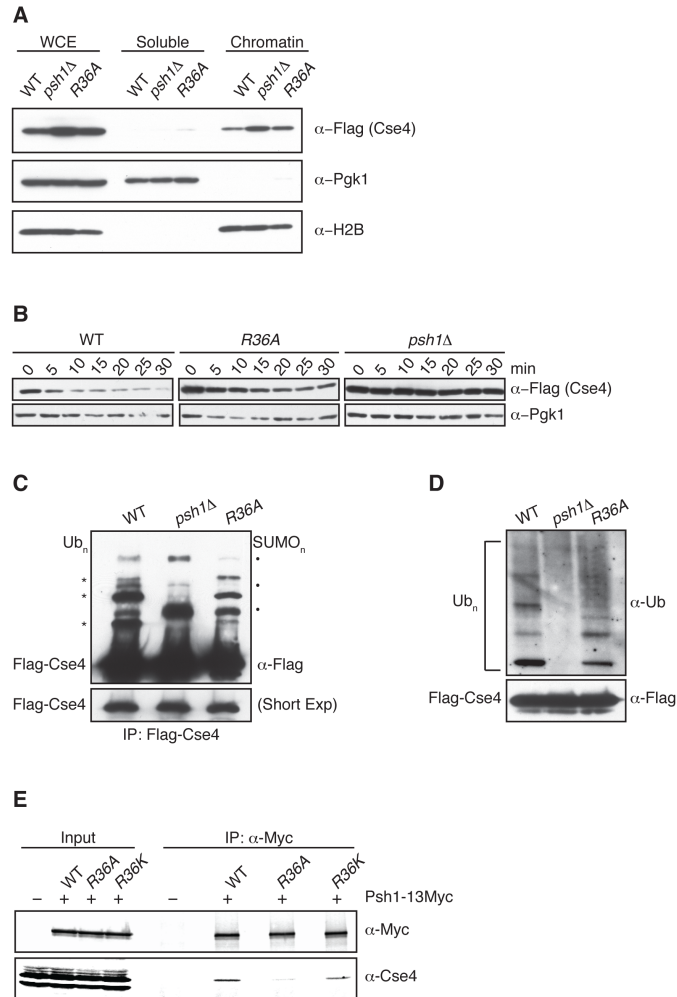 A
WCE Soluble Chromatin
WT psh1Δ R36A WT psh1Δ R36A WT psh1Δ R36A
α–Flag (Cse4)
α–Pgk1
α–H2B
B
WT R36A psh1Δ
0 5 10 15 20 25 30 0 5 10 15 20 25 30 0 5 10 15 20 25 30 min
α–Flag (Cse4)
α–Pgk1
C
WT psh1Δ R36A
Ubn SUMOn
*
*
*
Flag-Cse4 α-Flag
Flag-Cse4 (Short Exp)
IP: Flag-Cse4
D
WT psh1Δ R36A
Ubn α-Ub
Flag-Cse4 α-Flag
E
Input IP: α-Myc
WT R36A R36K WT R36A R36K
– + + + – + + + Psh1-13Myc
α-Myc
α-Cse4